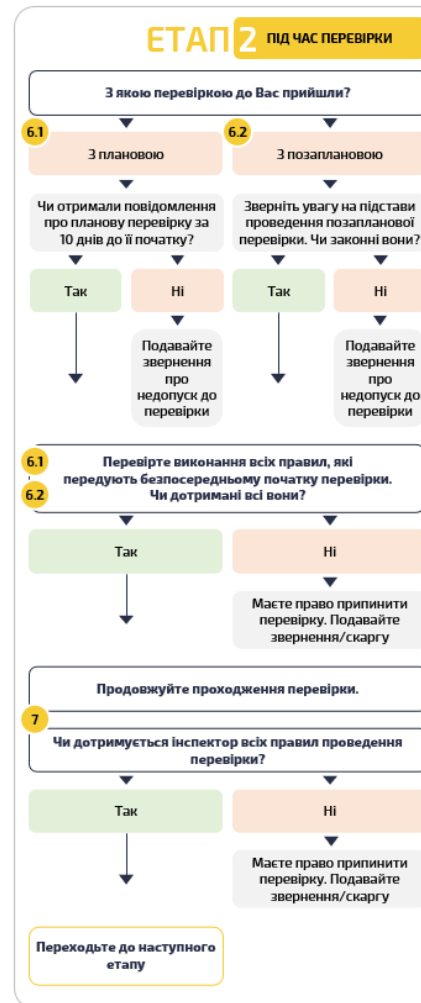 ЕТАП 2 ПІД ЧАС ПЕРЕВІРКИ
З якою перевіркою до Вас прийшли?
6.1
З плановою
6.2
З позаплановою
Чи отримали повідомлення
про планову перевірку за
10 днів до її початку?
Зверніть увагу на підстави
проведення позапланової
перевірки. Чи законні вони?
Так
Ні
Так
Ні
Подавайте
звернення
про
недопуск до
перевірки
Подавайте
звернення
про
недопуск до
перевірки
6.1
6.2
Перевірте виконання всіх правил, які
передують безпосередньому початку перевірки.
Чи дотримані всі вони?
Так
Ні
Маєте право припинити
перевірку. Подавайте
звернення/скаргу
Продовжуйте проходження перевірки.
7
Чи дотримується інспектор всіх правил проведення
перевірки?
Так
Ні
Маєте право припинити
перевірку. Подавайте
звернення/скаргу
Переходьте до наступного
етапу